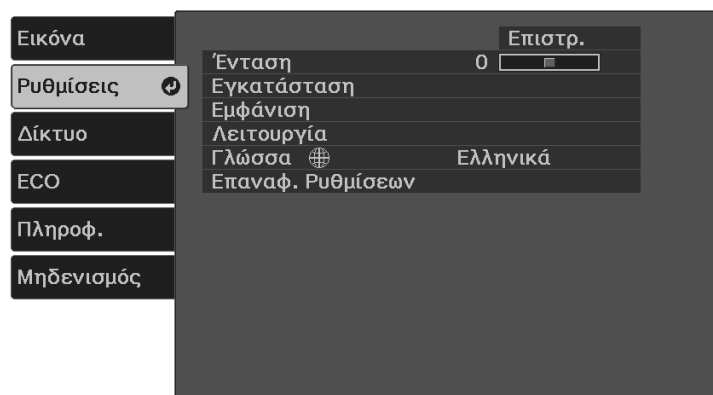 Εικόνα
Ρυθμίσεις
Δίκτυο
ECO
Πληροφ.
Μηδενισμός
Επιστρ.
Ένταση 0
Εγκατάσταση
Εμφάνιση
Λειτουργία
Γλώσσα Ελληνικά
Επαναφ. Ρυθμίσεων